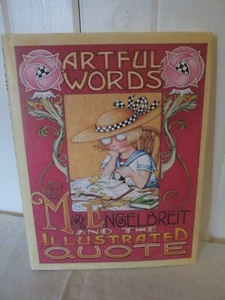 ARTFUL
WORDS
MARY ENGELBREIT
AND THE
ILLUSTRATED
QUOTE